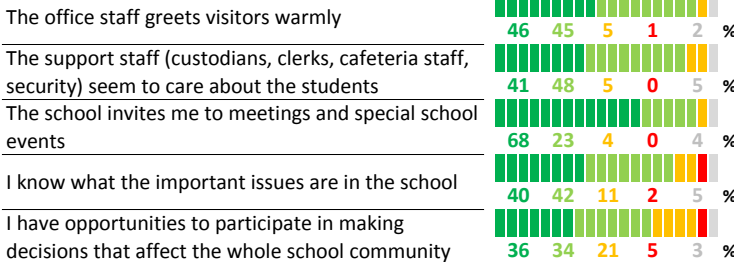 The office staff greets visitors warmly
46 45 5 1 2 %
The support staff (custodians, clerks, cafeteria staff,
security) seem to care about the students
41 48 5 0 5 %
The school invites me to meetings and special school
events
68 23 4 0 4 %
I know what the important issues are in the school
40 42 11 2 5 %
I have opportunities to participate in making
decisions that affect the whole school community
36 34 21 5 3 %